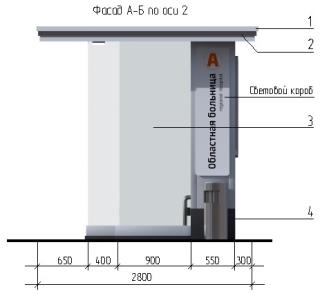 Фасад А-Б по оси 2
1
2
А
Областная больница
Световой короб
3
4
650 400 900 550 300
2800